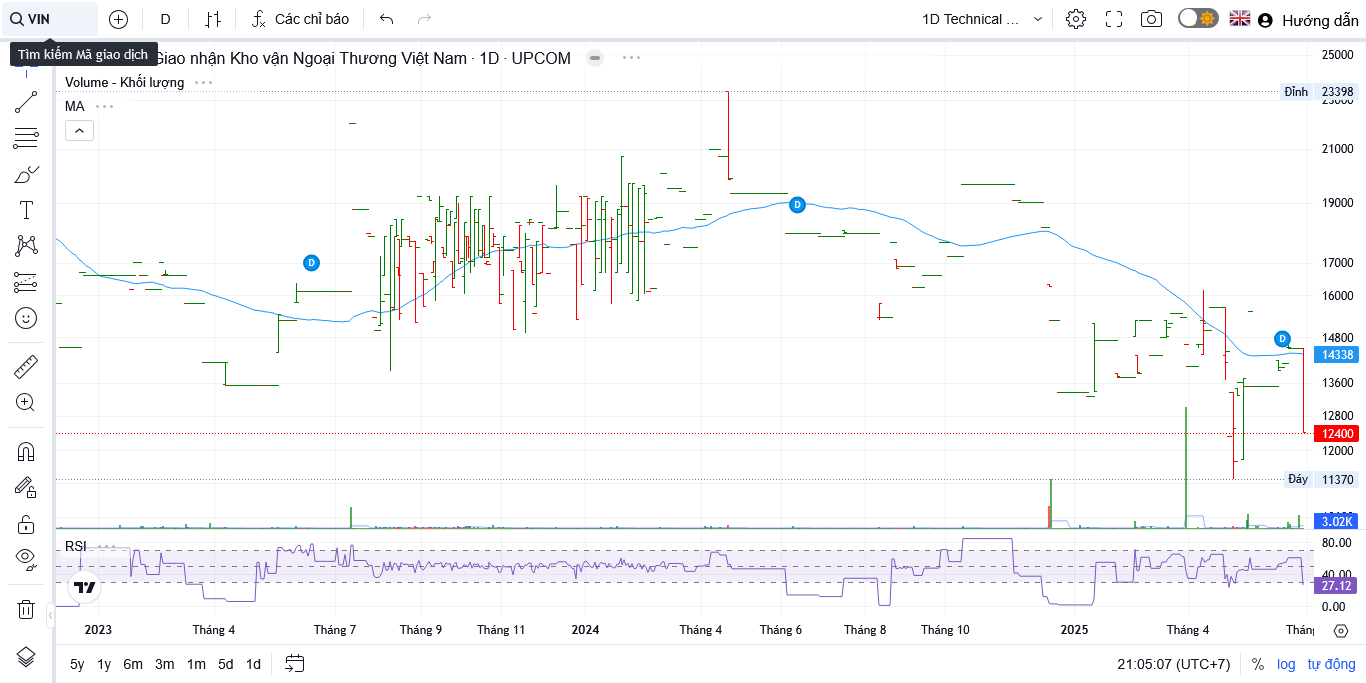 VIN D Các chỉ báo 1D Technical ... Hướng dẫn
Tìm kiếm Mã giao dịch
Giao nhận Kho vận Ngoại Thương Việt Nam · 1D · UPCOM
Volume - Khối lượng
MA
25000
Đỉnh 23398
23000
21000
19000
17000
16000
14800
14338
13600
12800
12400
12000
Đáy 11370
3.02K
D
D
D
RSI
80.00
40.00
27.12
0.00
2023 Tháng 4 Tháng 7 Tháng 9 Tháng 11 2024 Tháng 4 Tháng 6 Tháng 8 Tháng 10 2025 Tháng 4 Thán
5y 1y 6m 3m 1m 5d 1d 21:05:07 (UTC+7) % log tự động